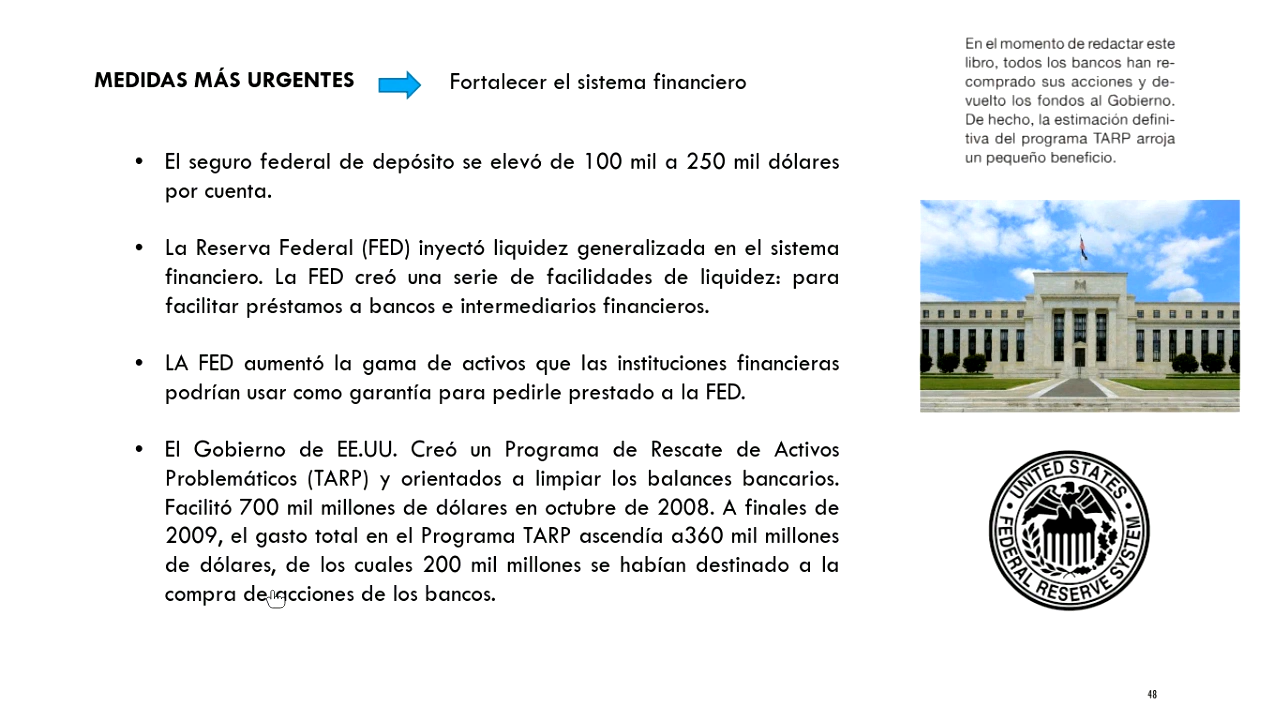 MEDIDAS MÁS URGENTES
Fortalecer el sistema financiero
• El seguro federal de depósito se elevó de 100 mil a 250 mil dólares
por cuenta.
• La Reserva Federal (FED) inyectó liquidez generalizada en el sistema
financiero. La FED creó una serie de facilidades de liquidez: para
facilitar préstamos a bancos e intermediarios financieros.
• LA FED aumentó la gama de activos que las instituciones financieras
podrían usar como garantía para pedirle prestado a la FED.
• El Gobierno de EE.UU. Creó un Programa de Rescate de Activos
Problemáticos (TARP) y orientados a limpiar los balances bancarios.
Facilitó 700 mil millones de dólares en octubre de 2008. A finales de
2009, el gasto total en el Programa TARP ascendía a360 mil millones
de dólares, de los cuales 200 mil millones se habían destinado a la
compra de acciones de los bancos.
En el momento de redactar este
libro, todos los bancos han re-
comprado sus acciones y de-
vuelto los fondos al Gobierno.
De hecho, la estimación defini-
tiva del programa TARP arroja
un pequeño beneficio.
UNITED STATES
FEDERAL RESERVE SYSTEM
48